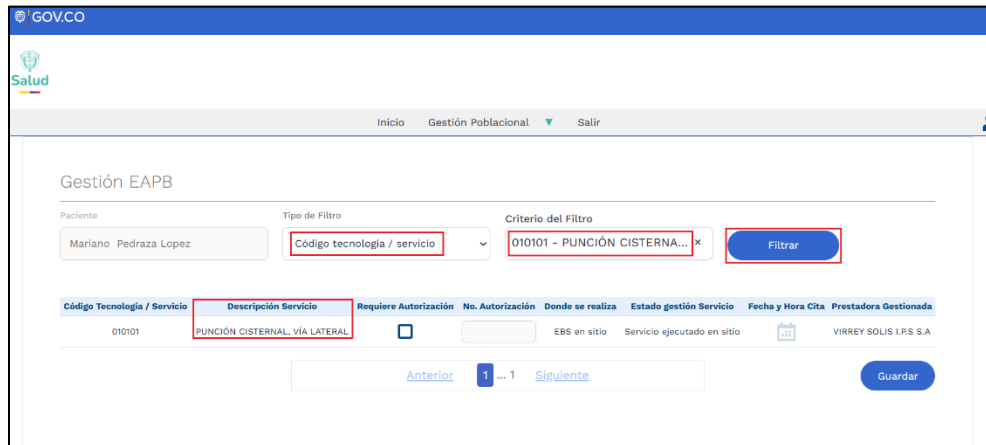 GOV.CO
Salud
Inicio Gestión Poblacional ▼ Salir
Gestión EAPB
Paciente Tipo de Filtro Criterio del Filtro
Mariano Pedraza Lopez Código tecnología / servicio 010101 - PUNCIÓN CISTERNA... × Filtrar
Código Tecnología / Servicio Descripción Servicio Requiere Autorización No. Autorización Donde se realiza Estado gestión Servicio Fecha y Hora Cita Prestadora Gestionada
010101 PUNCIÓN CISTERNAL, VÍA LATERAL EBS en sitio Servicio ejecutado en sitio VIRREY SOLIS I.P.S S.A
Anterior 1 ... 1 Siguiente
Guardar